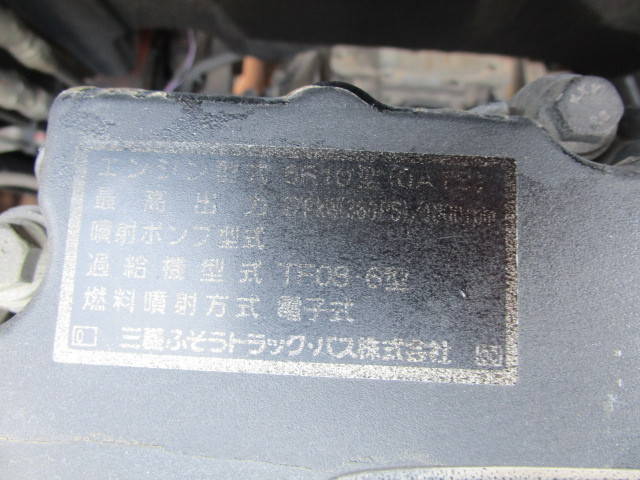 エンジン型式 6R10型
最高出力
噴射ポンプ型式
過給機型式 TF08-6型
燃料噴射方式 電子式
三菱ふそうトラック・バス株式会社